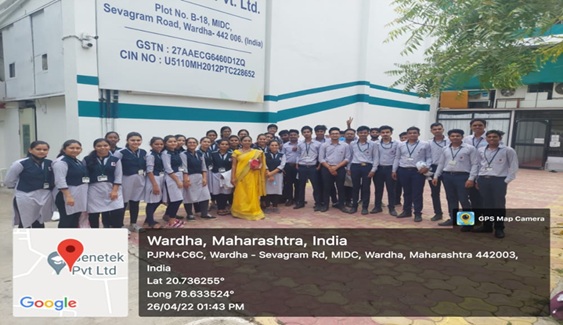 Pvt. Ltd.
Plot No. B-18, MIDC,
Sevagram Road, Wardha- 442 006. (India)
GSTN : 27AAECG6460D1ZQ
CIN NO : U5110MH2012PTC228652
GPS Map Camera
Wardha, Maharashtra, India
PJPM+C6C, Wardha - Sevagram Rd, MIDC, Wardha, Maharashtra 442003,
India
Lat 20.736255°
Long 78.633524°
26/04/22 01:43 PM
enetek
Pvt Ltd
Google